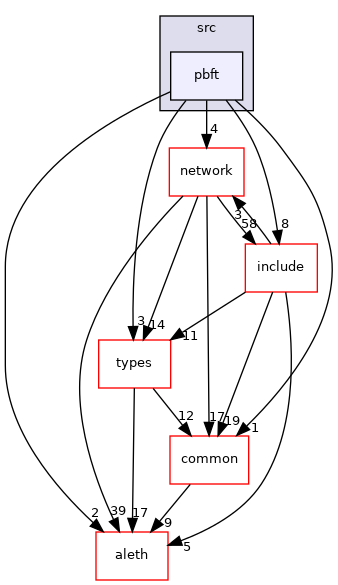 src
pbft
4
network
3
58
8
include
3
14
11
types
12
17
19
1
common
2
39
17
9
5
aleth